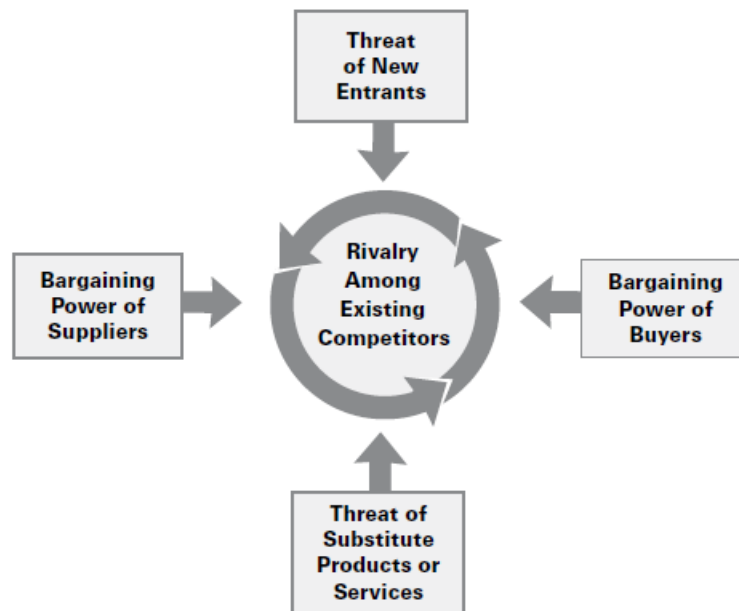 Threat
of New
Entrants
Bargaining
Power of
Suppliers
Rivalry
Among
Existing
Competitors
Bargaining
Power of
Buyers
Threat of
Substitute
Products or
Services